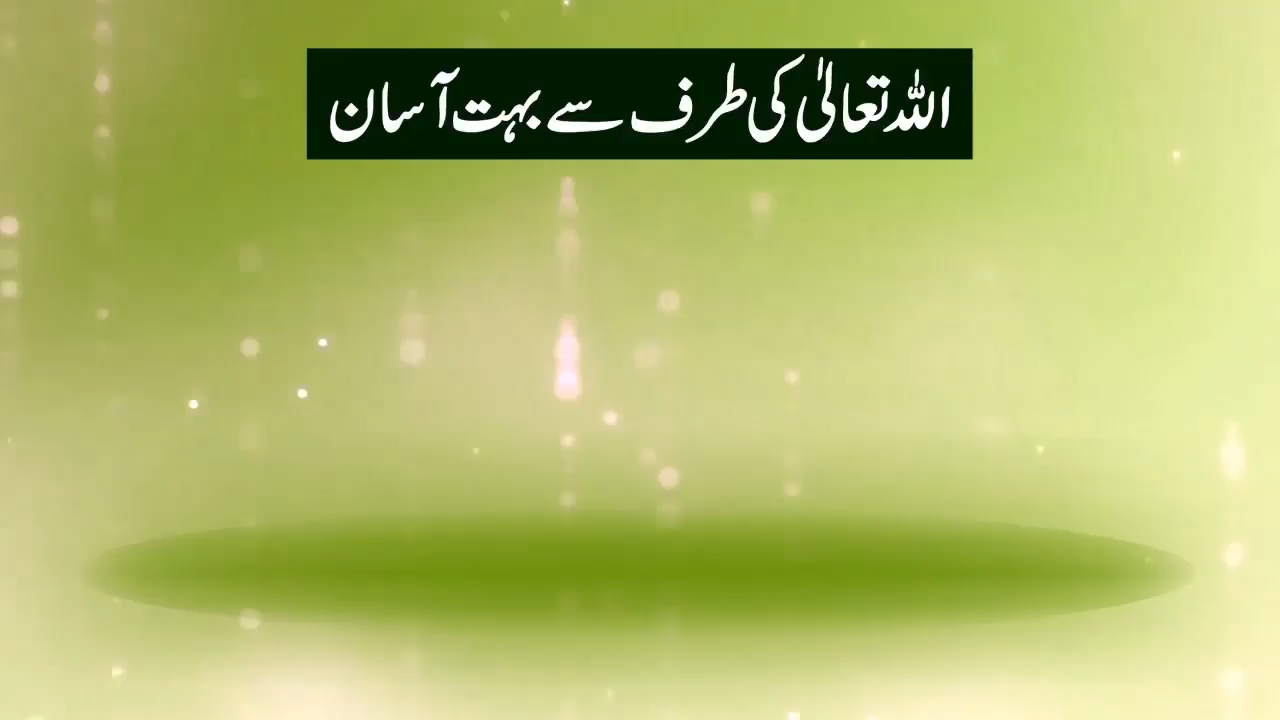 اللہ تعالیٰ کی طرف سے بہت آسان